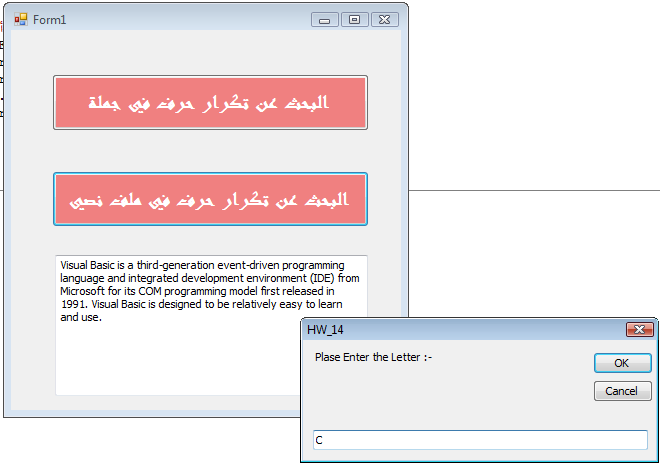 Form1
البحث عن تكرار حرف في جملة
البحث عن تكرار حرف في ملف نصي
Visual Basic is a third-generation event-driven programming
language and integrated development environment (IDE) from
Microsoft for its COM programming model first released in
1991. Visual Basic is designed to be relatively easy to learn
and use.
HW_14
Plase Enter the Letter :-
OK
Cancel
C